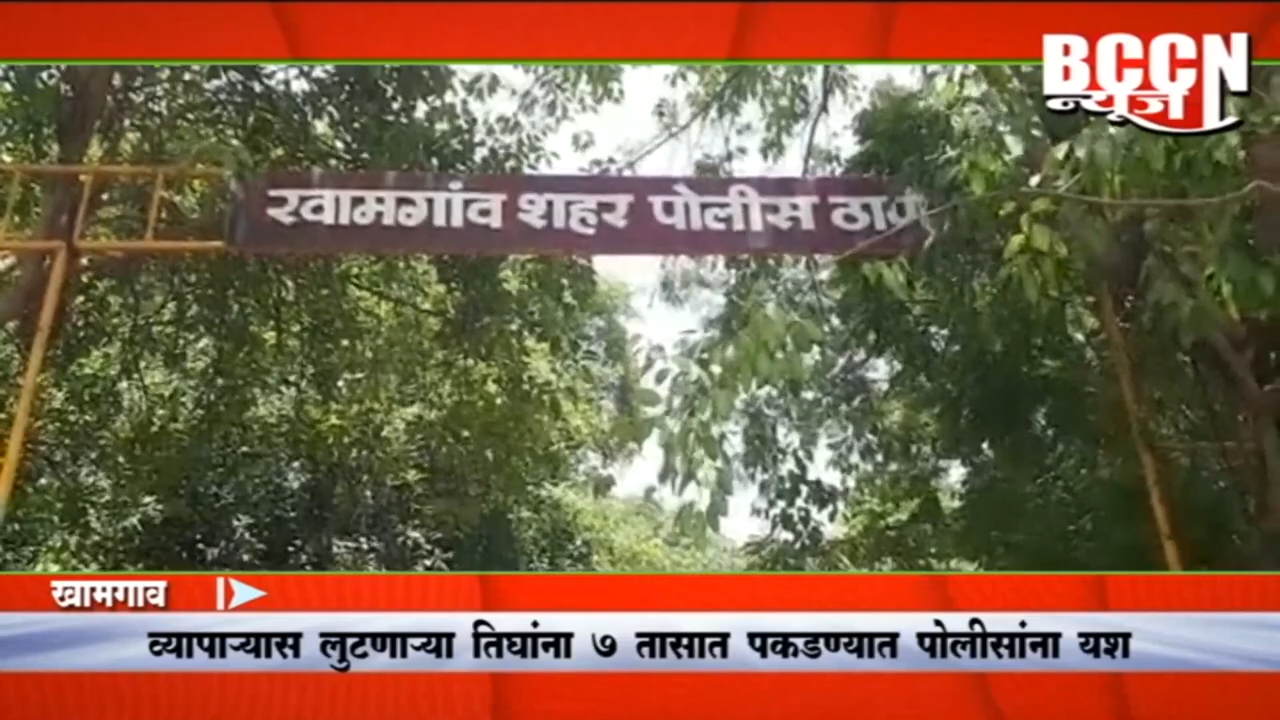 BCCN
न्यूज
खामगांव शहर पोलीस
खामगाव
व्यापाऱ्यास लुटणाऱ्या तिघांना ७ तासात पकडण्यात पोलीसांना यश